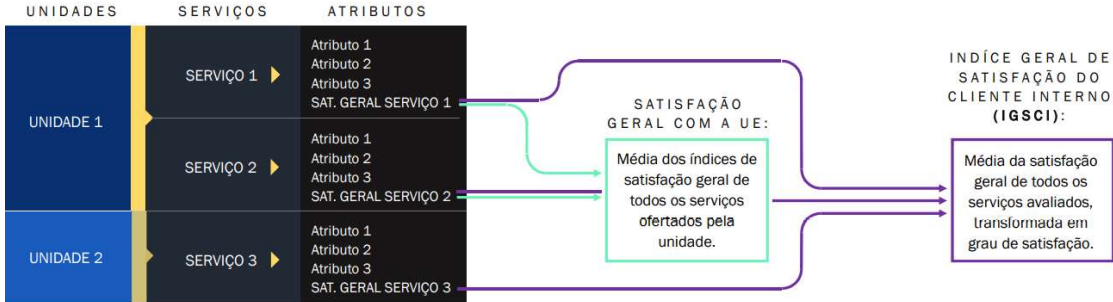 UNIDADES SERVIÇOS ATRIBUTOS
UNIDADE 1
SERVIÇO 1
Atributo 1
Atributo 2
Atributo 3
SAT. GERAL SERVIÇO 1
SERVIÇO 2
Atributo 1
Atributo 2
Atributo 3
SAT. GERAL SERVIÇO 2
UNIDADE 2
SERVIÇO 3
Atributo 1
Atributo 2
Atributo 3
SAT. GERAL SERVIÇO 3
SATISFAÇÃO
GERAL COM A UE:
Média dos índices de
satisfação geral de
todos os serviços
ofertados pela
unidade.
INDÍCE GERAL DE
SATISFAÇÃO DO
CLIENTE INTERNO
(IGSCI):
Média da satisfação
geral de todos os
serviços avaliados,
transformada em
grau de satisfação.